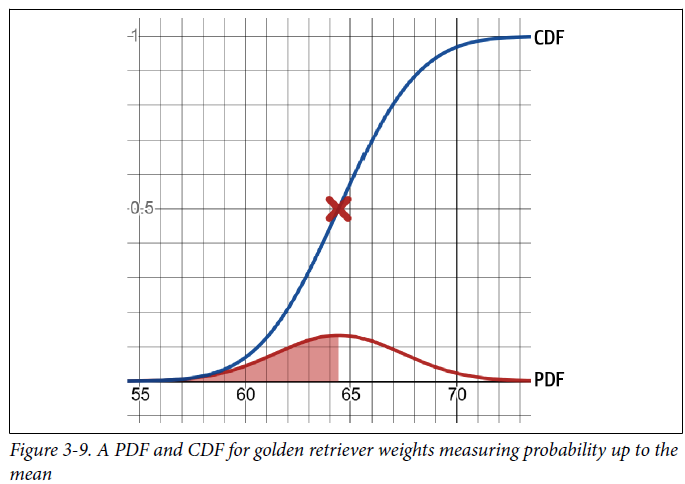 1
CDF
0.5
PDF
55 60 65 70
Figure 3-9. A PDF and CDF for golden retriever weights measuring probability up to the
mean